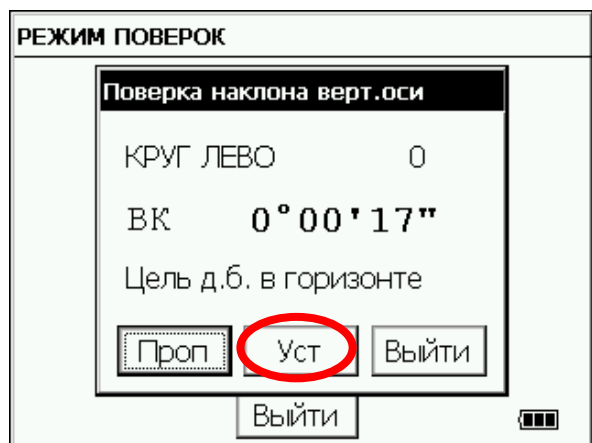 РЕЖИМ ПОВЕРОК
Поверка наклона верт.оси
КРУГ ЛЕВО 0
ВК 0°00'17"
Цель д.б. в горизонте
Проп Уст Выйти
Выйти